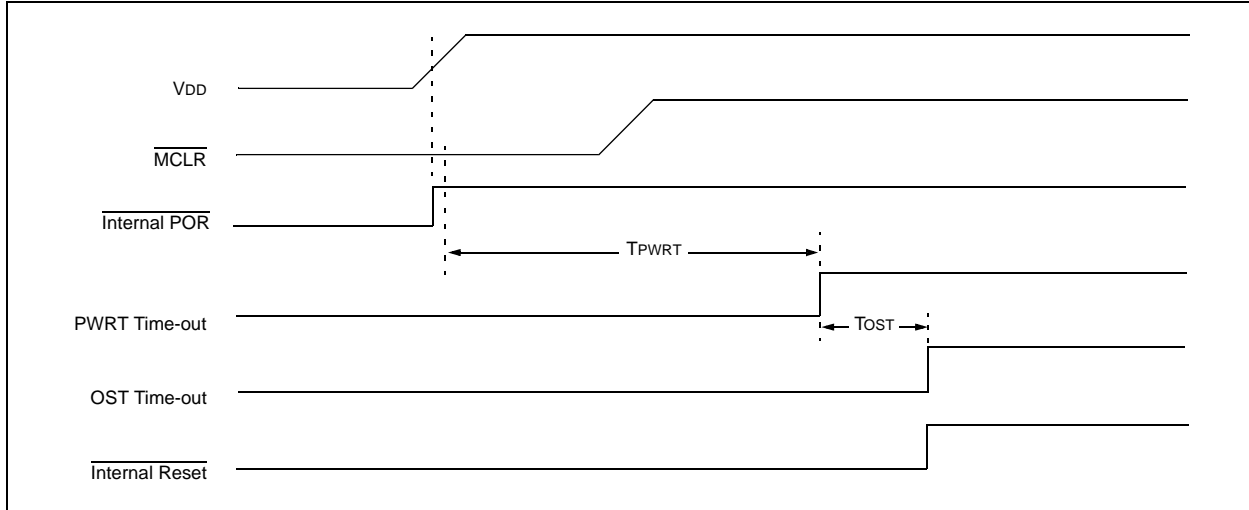 VDD
MCLR
Internal POR
TPWRT
PWRT Time-out
TOST
OST Time-out
Internal Reset